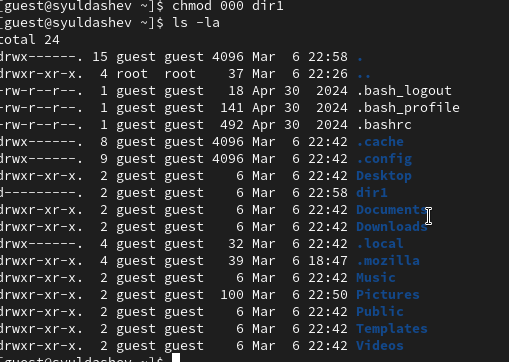 [guest@syuldashev ~]$ chmod 000 dir1
[guest@syuldashev ~]$ ls -la
total 24
drwx------. 15 guest guest 4096 Mar  6 22:58 .
drwxr-xr-x.  4 root  root    37 Mar  6 22:26 ..
-rw-r--r--.  1 guest guest   18 Apr 30  2024 .bash_logout
-rw-r--r--.  1 guest guest  141 Apr 30  2024 .bash_profile
-rw-r--r--.  1 guest guest  492 Apr 30  2024 .bashrc
drwx------.  8 guest guest 4096 Mar  6 22:42 .cache
drwx------.  9 guest guest 4096 Mar  6 22:42 .config
drwxr-xr-x.  2 guest guest    6 Mar  6 22:42 Desktop
d---------.  2 guest guest    6 Mar  6 22:58 dir1
drwxr-xr-x.  2 guest guest    6 Mar  6 22:42 Documents
drwxr-xr-x.  2 guest guest    6 Mar  6 22:42 Downloads
drwx------.  4 guest guest   32 Mar  6 22:42 .local
drwxr-xr-x.  4 guest guest   39 Mar  6 18:47 .mozilla
drwxr-xr-x.  2 guest guest    6 Mar  6 22:42 Music
drwxr-xr-x.  2 guest guest  100 Mar  6 22:50 Pictures
drwxr-xr-x.  2 guest guest    6 Mar  6 22:42 Public
drwxr-xr-x.  2 guest guest    6 Mar  6 22:42 Templates
drwxr-xr-x.  2 guest guest    6 Mar  6 22:42 Videos
[guest@syuldashev ~]$